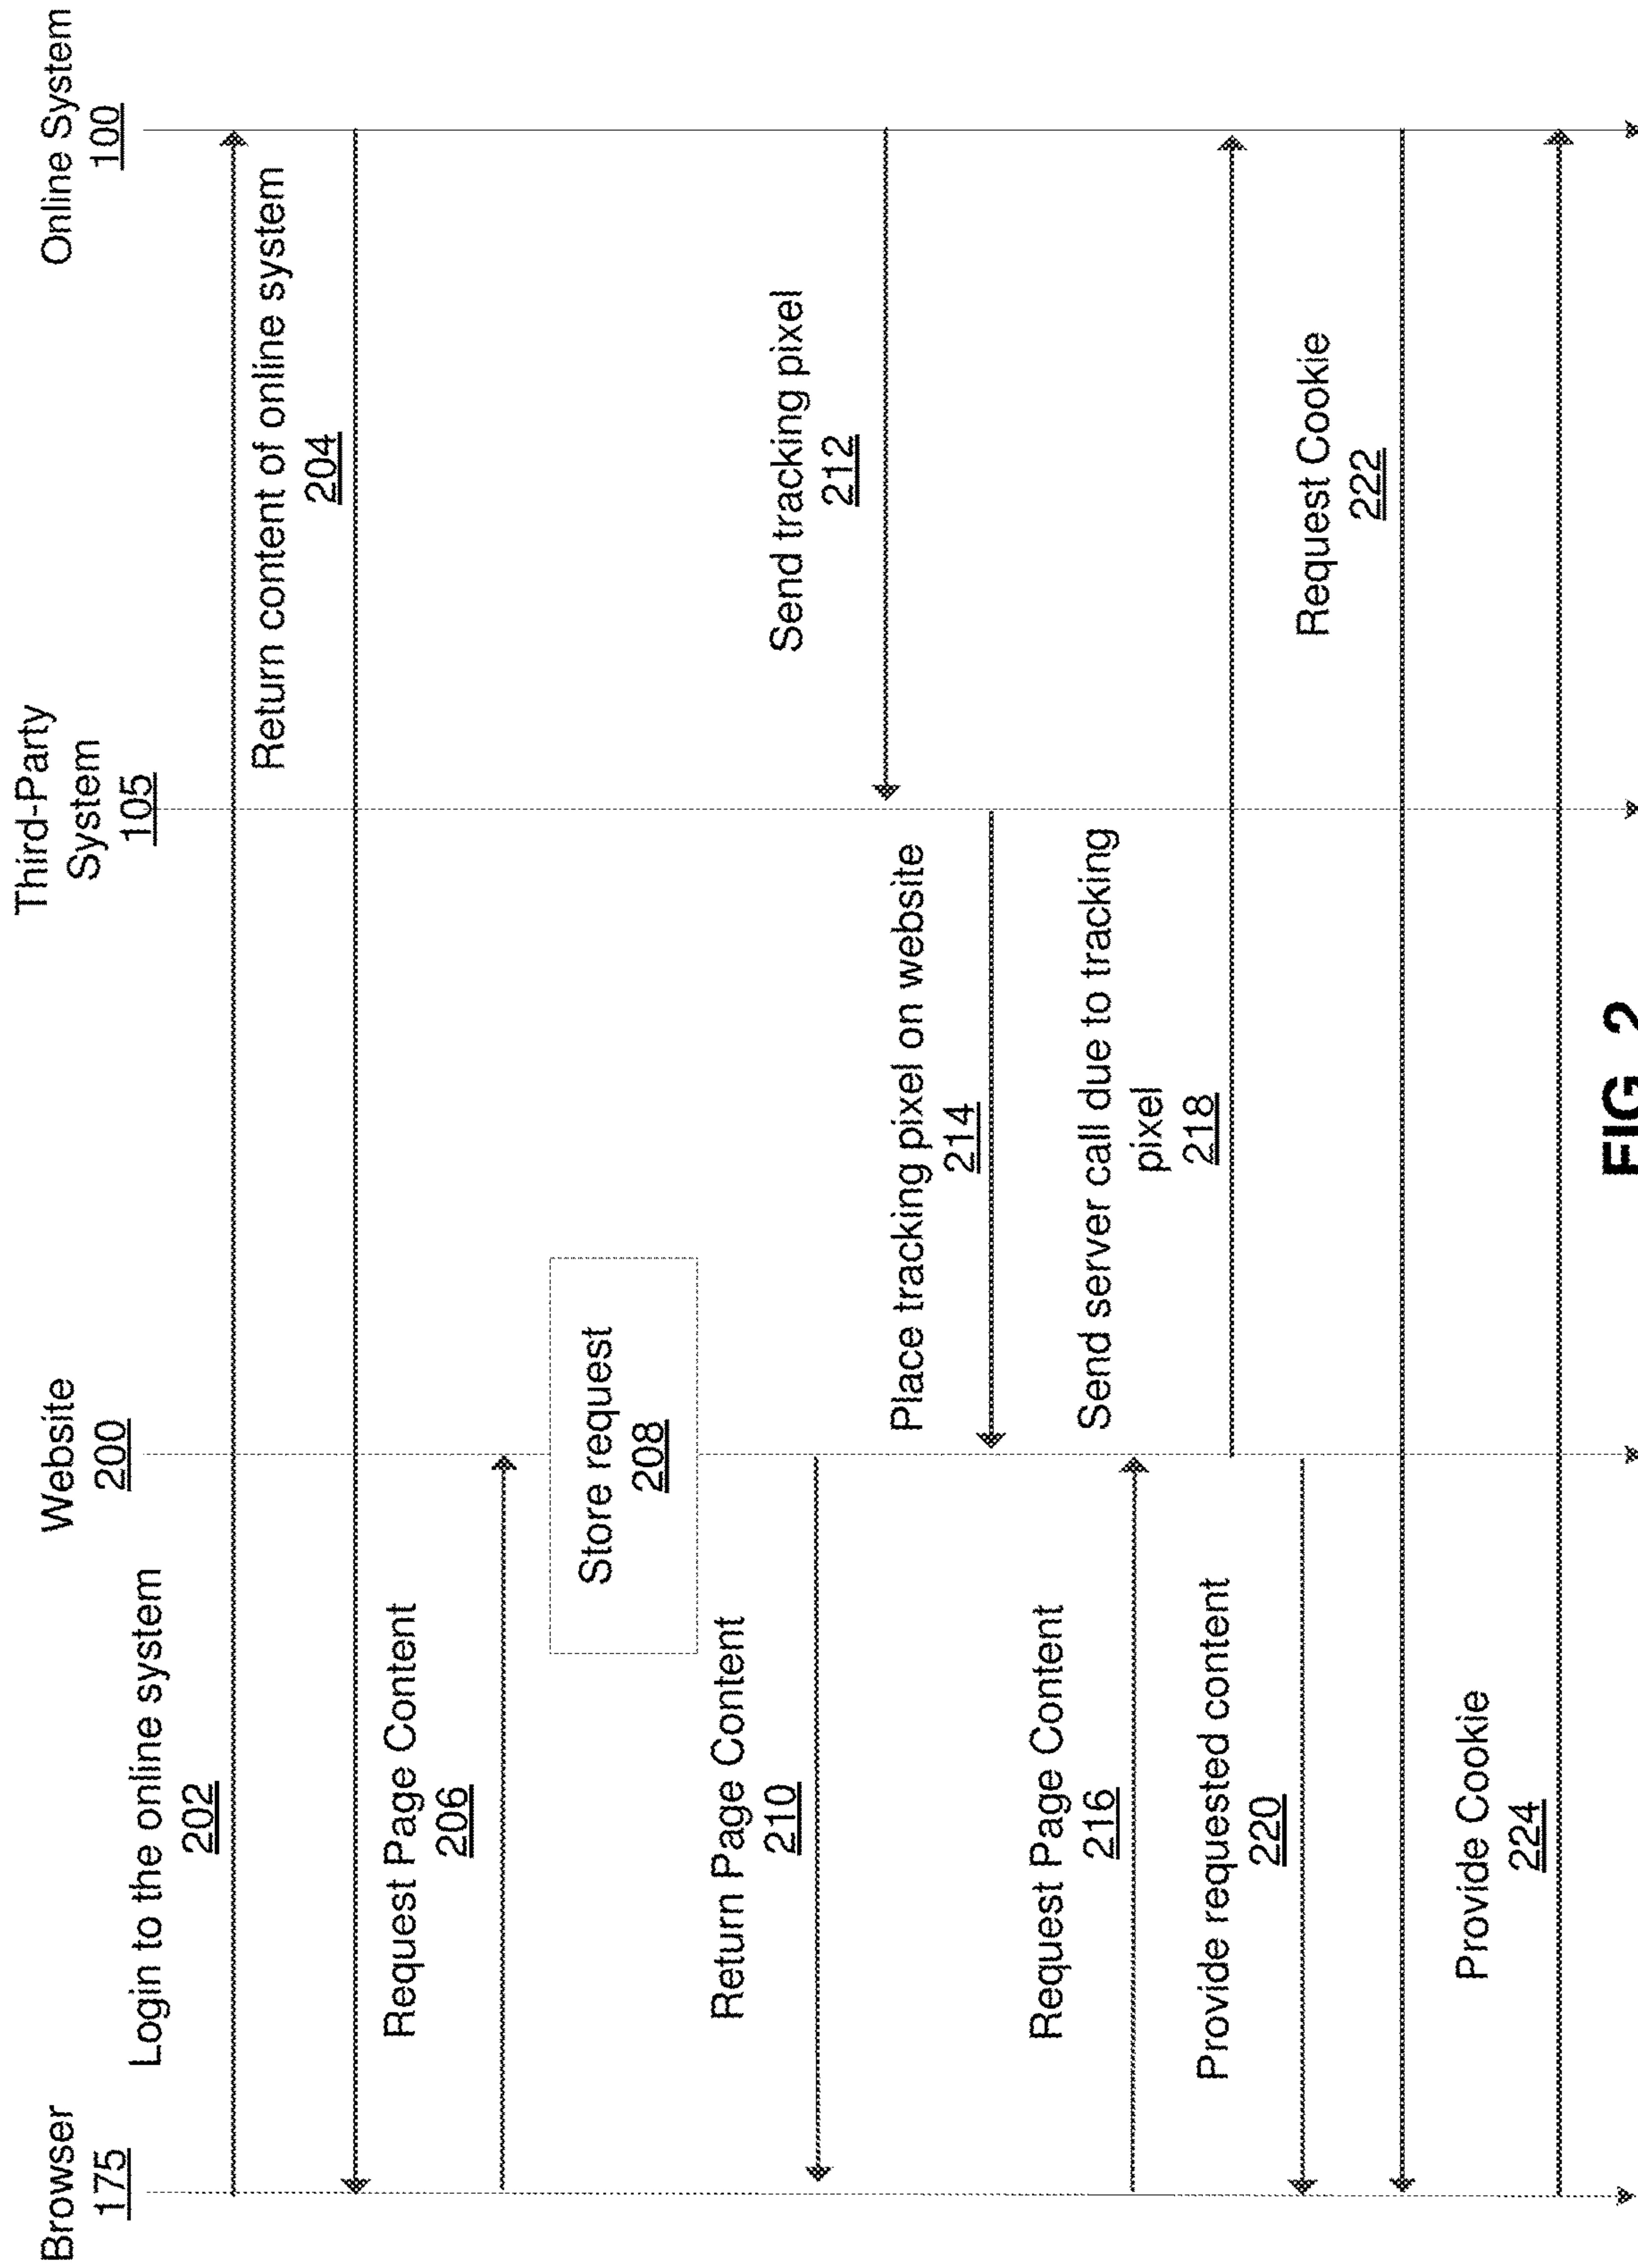 Browser
175
Website
200
Third-Party
System
105
Online System
100
Login to the online system
202
Return content of online system
204
Request Page Content
206
Store request
208
Return Page Content
210
Send tracking pixel
212
Place tracking pixel on website
214
Request Page Content
216
Send server call due to tracking
pixel
218
Provide requested content
220
Request Cookie
222
Provide Cookie
224
FIG. 2